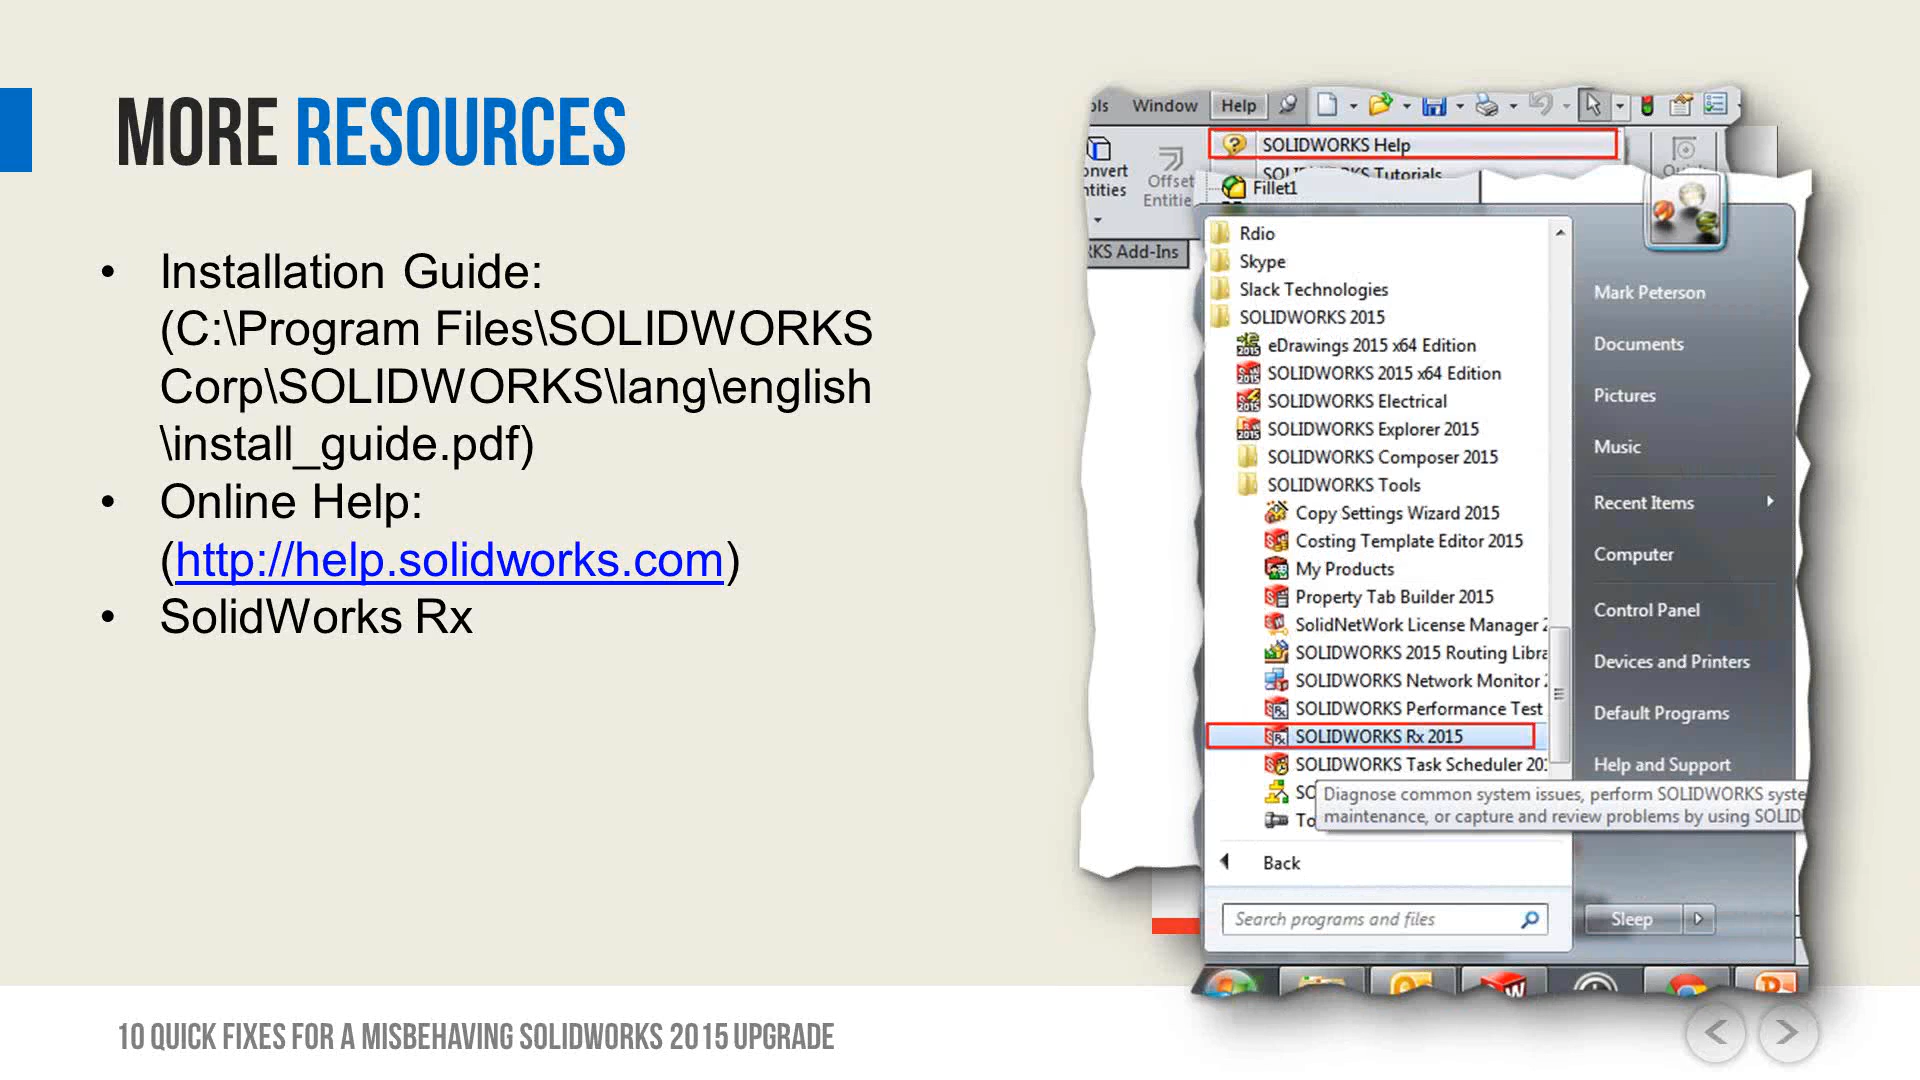 MORE RESOURCES
• Installation Guide:
(C:\Program Files\SOLIDWORKS
Corp\SOLIDWORKS\lang\english
\install_guide.pdf)
• Online Help:
(http://help.solidworks.com)
• SolidWorks Rx
Window Help
SOLIDWORKS Help
Tutorials
Offset
Fillet1
KS Add-Ins
Rdio
Skype
Slack Technologies
SOLIDWORKS 2015
eDrawings 2015 x64 Edition
SOLIDWORKS 2015 x64 Edition
SOLIDWORKS Electrical
SOLIDWORKS Explorer 2015
SOLIDWORKS Composer 2015
SOLIDWORKS Tools
Copy Settings Wizard 2015
Costing Template Editor 2015
My Products
Property Tab Builder 2015
SolidNetWork License Manager
SOLIDWORKS 2015 Routing Libra
SOLIDWORKS Network Monitor
SOLIDWORKS Performance Test
SOLIDWORKS Rx 2015
SOLIDWORKS Task Scheduler 20
Diagnose common system issues, perform SOLIDWORKS syste
maintenance, or capture and review problems by using SOLID
Back
Search programs and files
Mark Peterson
Documents
Pictures
Music
Recent Items
Computer
Control Panel
Devices and Printers
Default Programs
Help and Support
Sleep
10 QUICK FIXES FOR A MISBEHAVING SOLIDWORKS 2015 UPGRADE